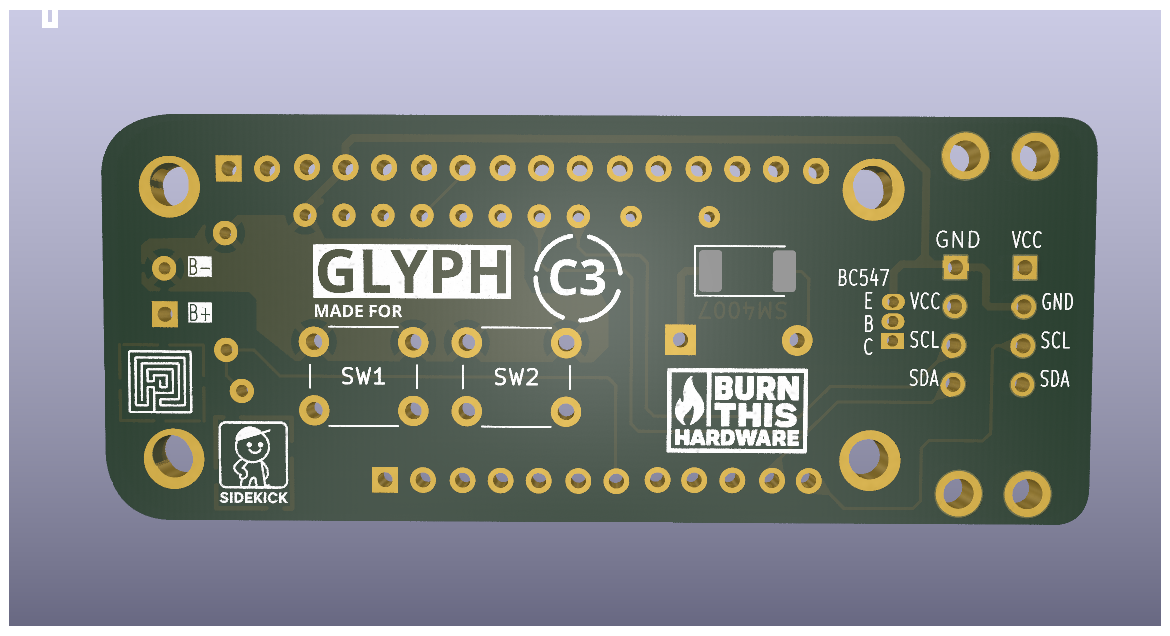 GND VCC
B-
GLYPH
C3
BC547
B+
MADE FOR
SM4007
E
VCC
GND
B
SCL
SCL
C
SW1
SW2
SDA
SDA
BURN
THIS
HARDWARE
SIDEKICK